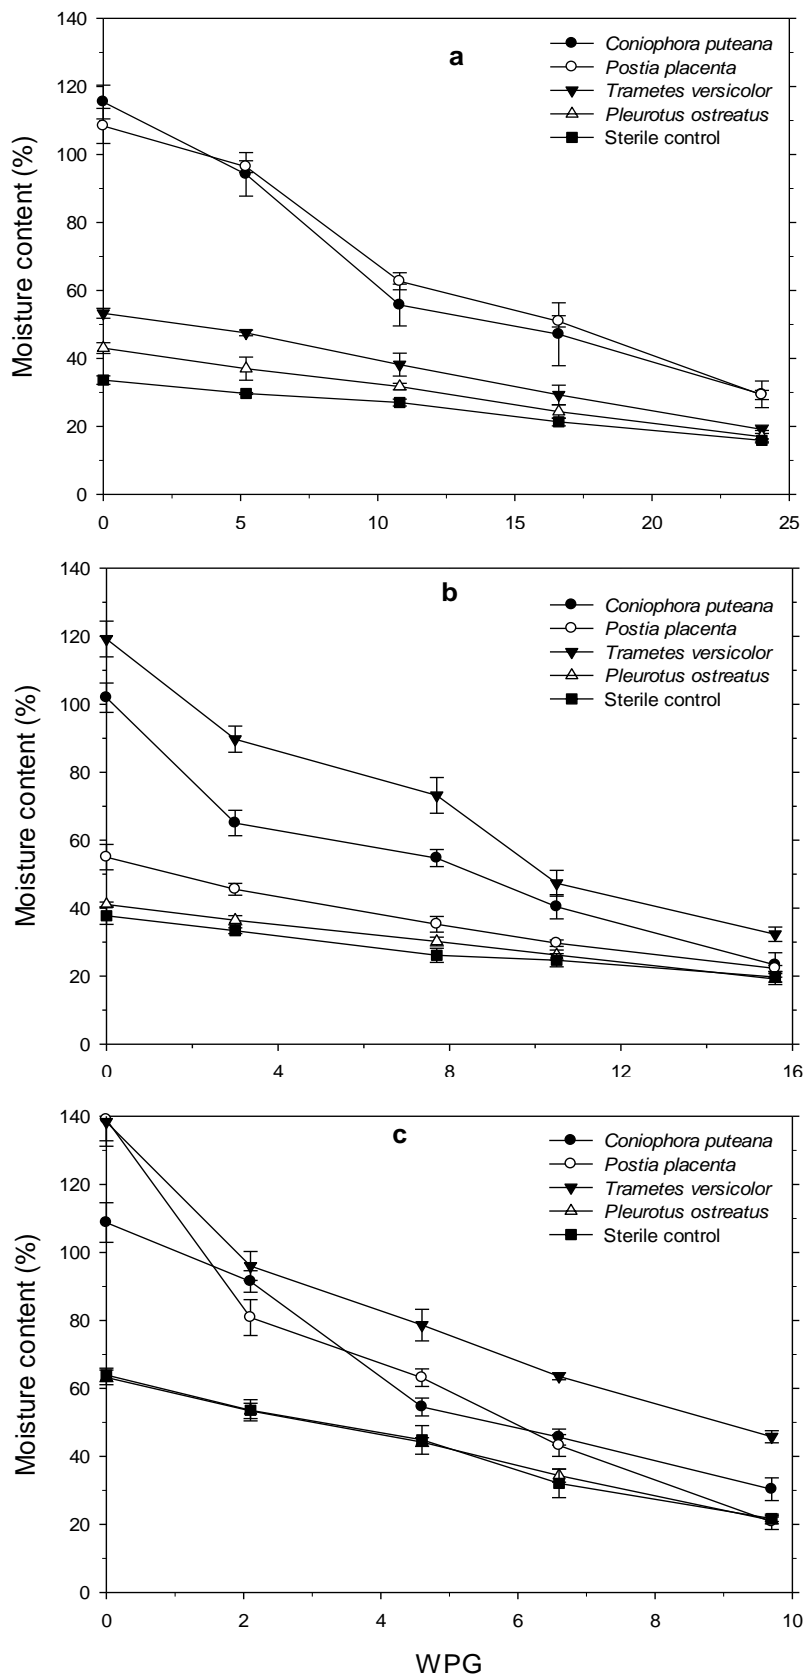 140
a
Coniophora puteana
Postia placenta
Trametes versicolor
Pleurotus ostreatus
Sterile control
120
100
80
60
40
20
0
Moisture content (%)
0 5 10 15 20 25
140
b
Coniophora puteana
Postia placenta
Trametes versicolor
Pleurotus ostreatus
Sterile control
120
100
80
60
40
20
0
Moisture content (%)
0 4 8 12 16
140
c
Coniophora puteana
Postia placenta
Trametes versicolor
Pleurotus ostreatus
Sterile control
120
100
80
60
40
20
0
Moisture content (%)
0 2 4 6 8 10
WPG